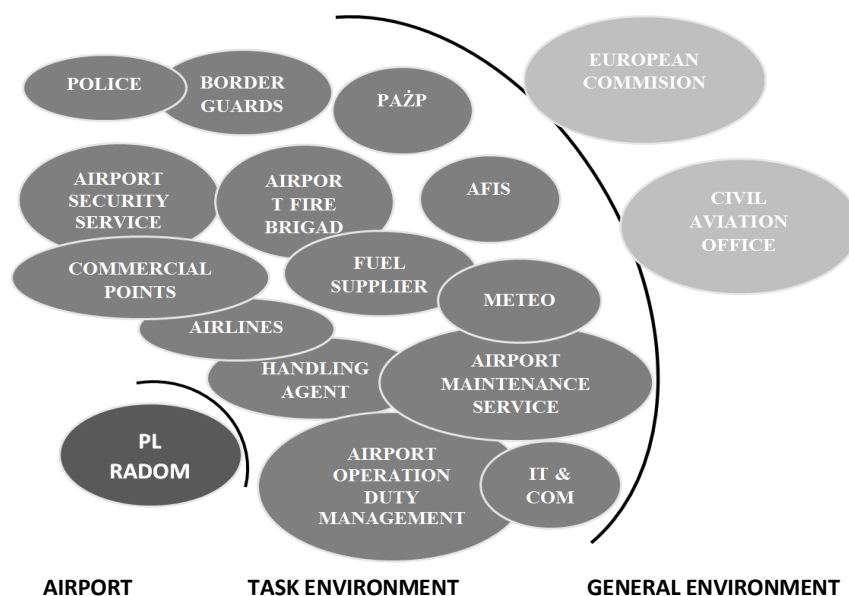 EUROPEAN
COMMISION
POLICE
BORDER
GUARDS
PAŻP
AIRPORT
SECURITY
SERVICE
AIRPOR
T FIRE
BRIGAD
AFIS
CIVIL
AVIATION
OFFICE
COMMERCIAL
POINTS
FUEL
SUPPLIER
METEO
AIRLINES
HANDLING
AGENT
AIRPORT
MAINTENANCE
SERVICE
PL
RADOM
AIRPORT
OPERATION
DUTY
MANAGEMENT
IT &
COM
AIRPORT TASK ENVIRONMENT GENERAL ENVIRONMENT